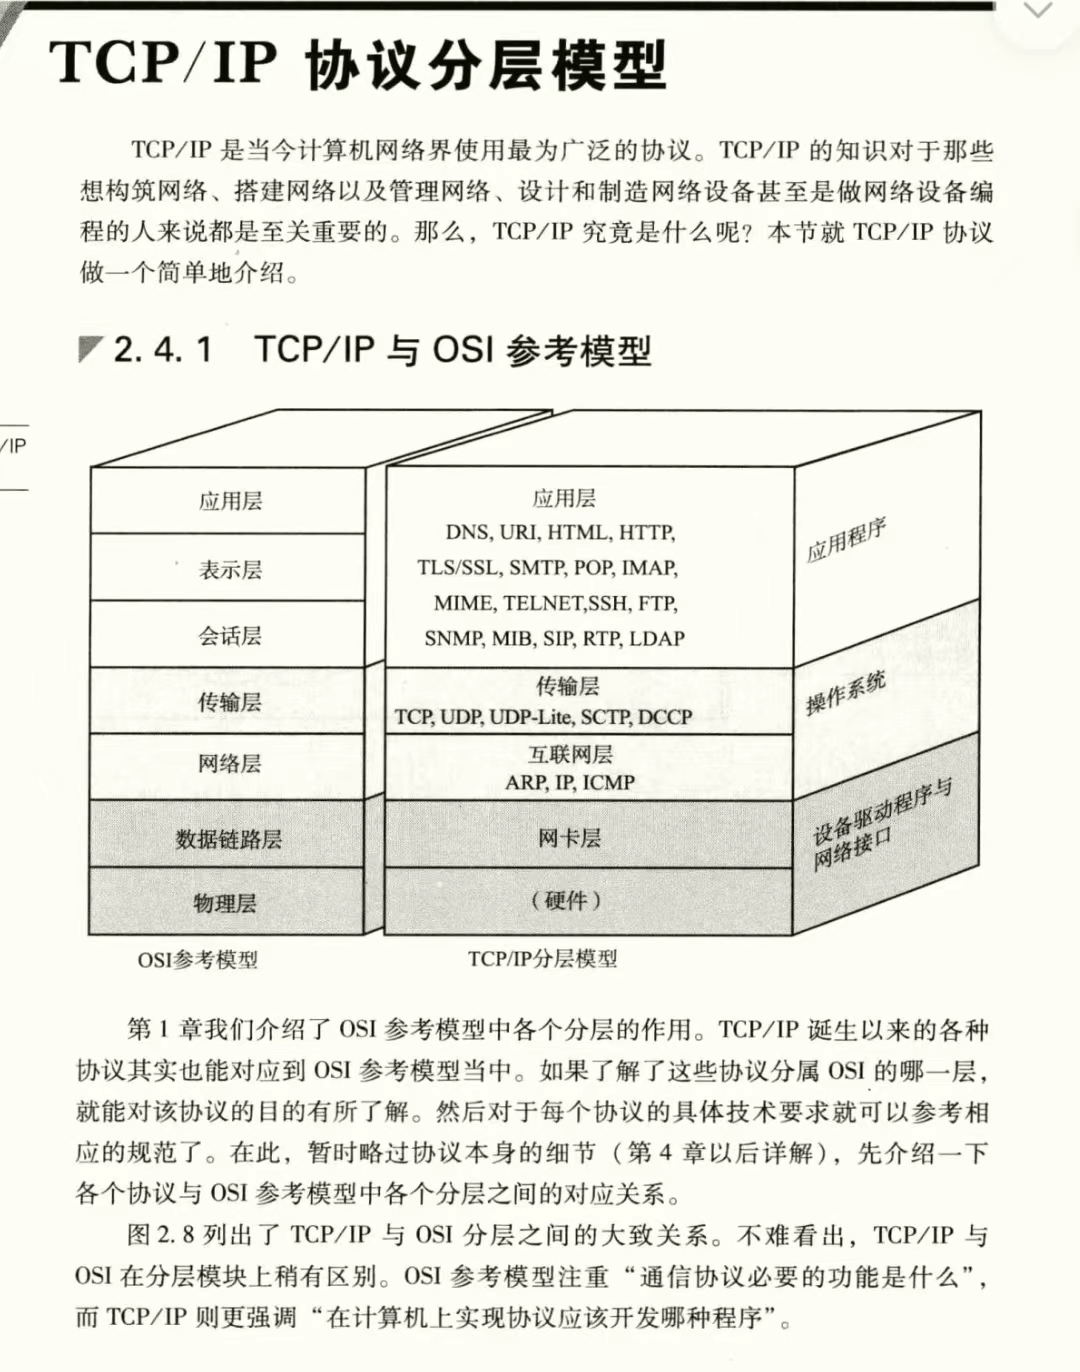 TCP/IP 协议分层模型
TCP/IP 是当今计算机网络界使用最为广泛的协议。TCP/IP 的知识对于那些
想构筑网络、搭建网络以及管理网络、设计和制造网络设备甚至是做网络设备编
程的人来说都是至关重要的。那么，TCP/IP 究竟是什么呢？本节就 TCP/IP 协议
做一个简单地介绍。
2.4.1 TCP/IP 与 OSI 参考模型
/IP
应用层
表示层
会话层
传输层
网络层
数据链路层
物理层
OSI参考模型
应用层
DNS, URI, HTML, HTTP,
TLS/SSL, SMTP, POP, IMAP,
MIME, TELNET,SSH, FTP,
SNMP, MIB, SIP, RTP, LDAP
传输层
TCP, UDP, UDP-Lite, SCTP, DCCP
互联网层
ARP, IP, ICMP
网卡层
（硬件）
TCP/IP分层模型
应用程序
操作系统
设备驱动程序与
网络接口
第 1 章我们介绍了 OSI 参考模型中各个分层的作用。TCP/IP 诞生以来的各种
协议其实也能对应到 OSI 参考模型当中。如果了解了这些协议分属 OSI 的哪一层，
就能对该协议的目的有所了解。然后对于每个协议的具体技术要求就可以参考相
应的规范了。在此，暂时略过协议本身的细节（第 4 章以后详解），先介绍一下
各个协议与 OSI 参考模型中各个分层之间的对应关系。
图 2.8 列出了 TCP/IP 与 OSI 分层之间的大致关系。不难看出，TCP/IP 与
OSI 在分层模块上稍有区别。OSI 参考模型注重“通信协议必要的功能是什么”，
而 TCP/IP 则更强调“在计算机上实现协议应该开发哪种程序”。